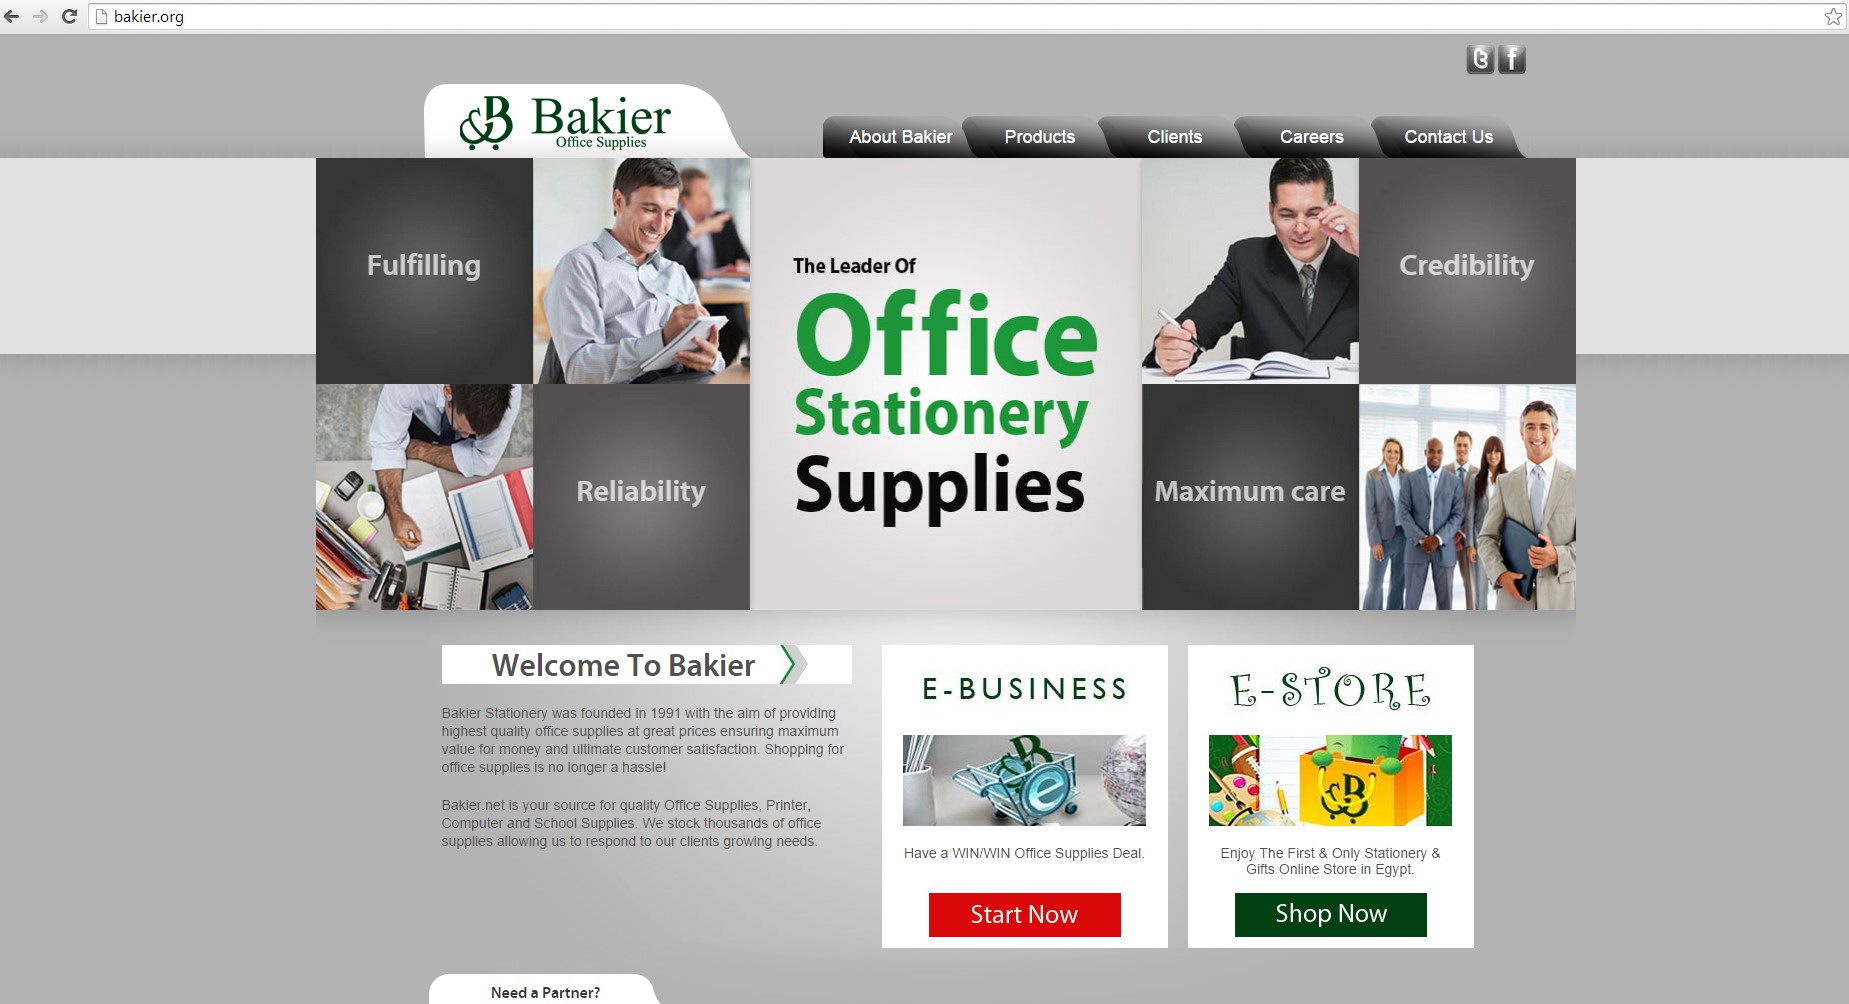 bakier.org
Bakier
Office Supplies
About Bakier
Products
Clients
Careers
Contact Us
Fulfilling
Reliability
The Leader Of
Office
Stationery
Supplies
Credibility
Maximum care
Welcome To Bakier
Bakier Stationery was founded in 1991 with the aim of providing
highest quality office supplies at great prices ensuring maximum
value for money and ultimate customer satisfaction. Shopping for
office supplies is no longer a hassle!
Bakier.net is your source for quality Office Supplies, Printer,
Computer and School Supplies. We stock thousands of office
supplies allowing us to respond to our clients growing needs.
E-BUSINESS
Have a WIN/WIN Office Supplies Deal.
Start Now
E-STORE
Enjoy The First & Only Stationery &
Gifts Online Store in Egypt.
Shop Now
Need a Partner?